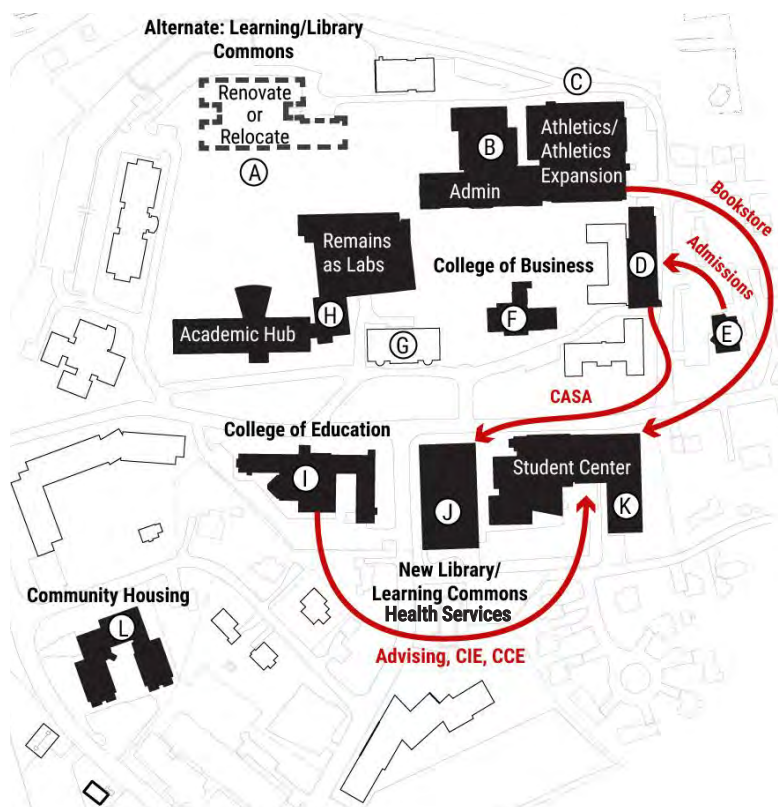 Alternate: Learning/Library
Commons
Renovate
or
Relocate
A
C
B
Admin
Athletics/
Athletics
Expansion
Bookstore
Admissions
Remains
as Labs
College of Business
D
H
Academic Hub
F
G
E
CASA
College of Education
Student Center
I
J
K
New Library/
Learning Commons
Health Services
Community Housing
L
Advising, CIE, CCE